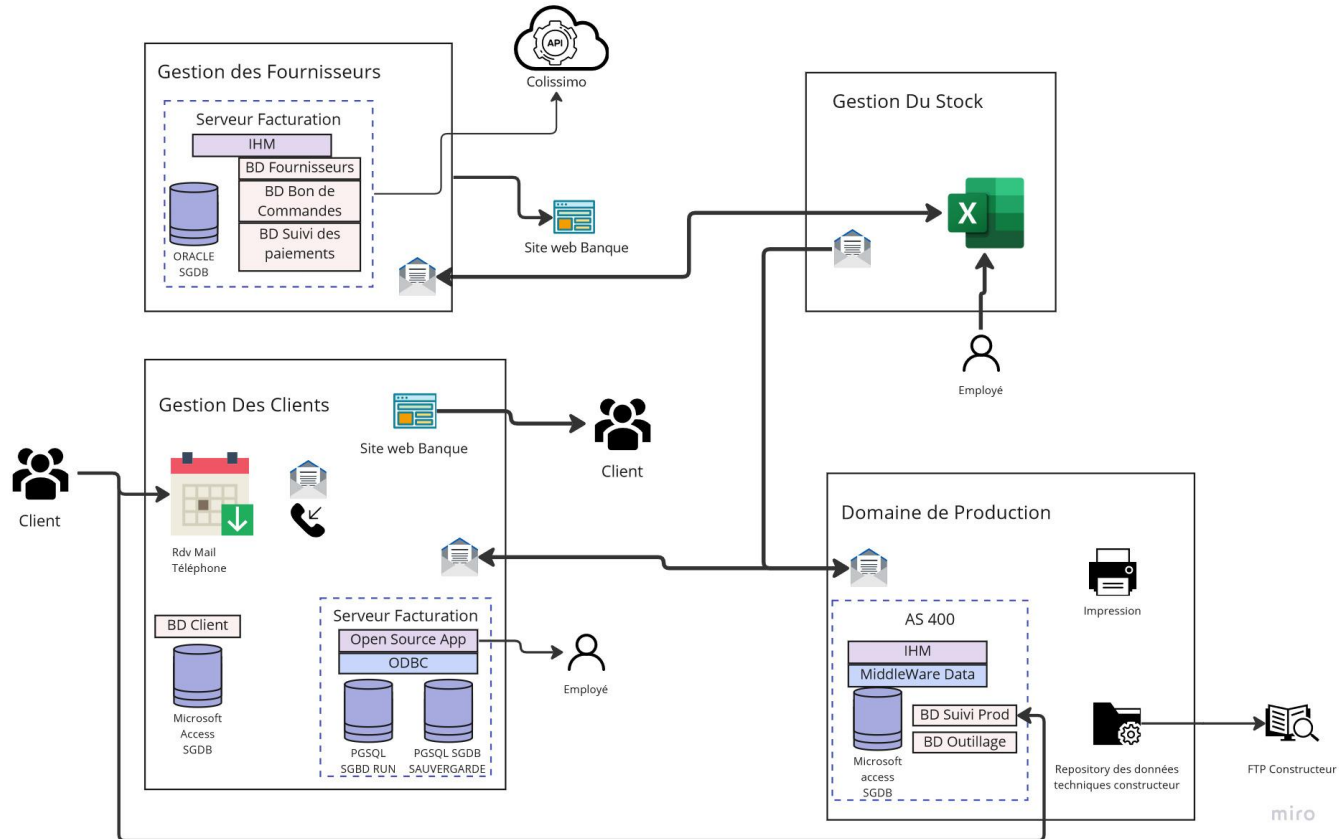 API
Colissimo
Gestion des Fournisseurs
Serveur Facturation
IHM
BD Fournisseurs
BD Bon de
Commandes
BD Suivi des
paiements
ORACLE
SGDB
Site web Banque
Gestion Du Stock
X
Employé
Gestion Des Clients
Site web Banque
Client
Client
Rdv Mail
Téléphone
BD Client
Microsoft
Access
SGDB
Serveur Facturation
Open Source App
ODBC
PGSQL
SGBD RUN
PGSQL SGDB
SAUVERGARDE
Employé
Domaine de Production
Impression
AS 400
IHM
MiddleWare Data
BD Suivi Prod
BD Outillage
Microsoft
access
SGDB
Repository des données
techniques constructeur
FTP Constructeur
miro